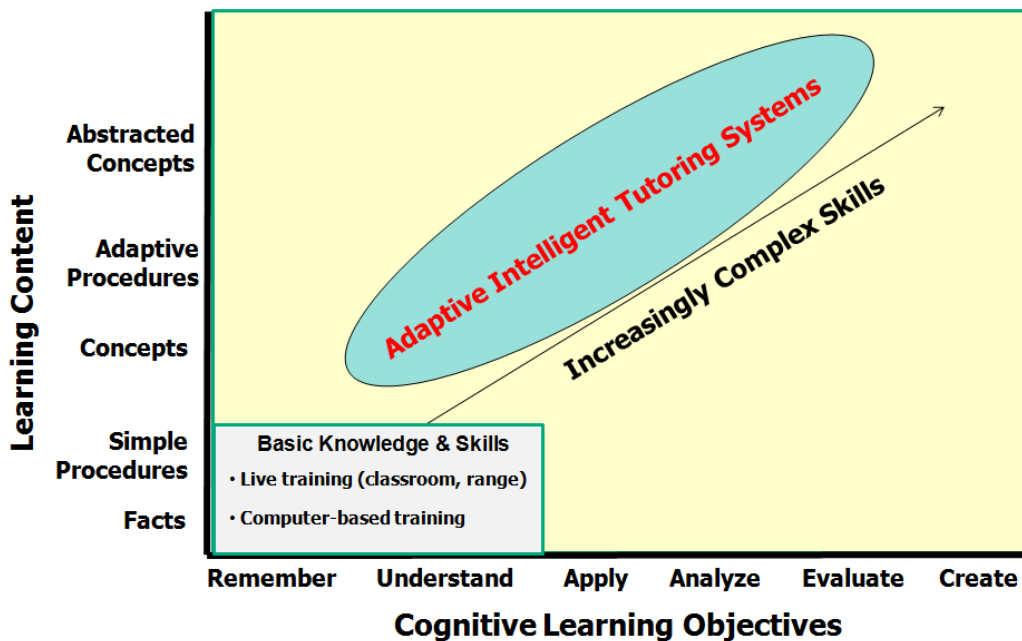 Learning Content
Abstracted
Concepts
Adaptive
Procedures
Concepts
Simple
Procedures
Facts
Adaptive Intelligent Tutoring Systems
Increasingly Complex Skills
Basic Knowledge & Skills
• Live training (classroom, range)
• Computer-based training
Remember Understand Apply Analyze Evaluate Create
Cognitive Learning Objectives